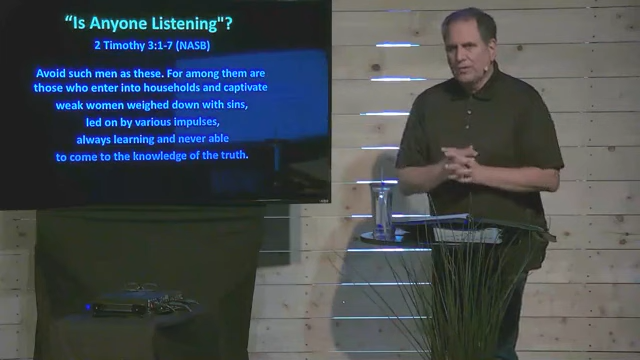 “Is Anyone Listening"?
2 Timothy 3:1-7 (NASB)
Avoid such men as these. For among them are
those who enter into households and captivate
weak women weighed down with sins,
led on by various impulses,
always learning and never able
to come to the knowledge of the truth.